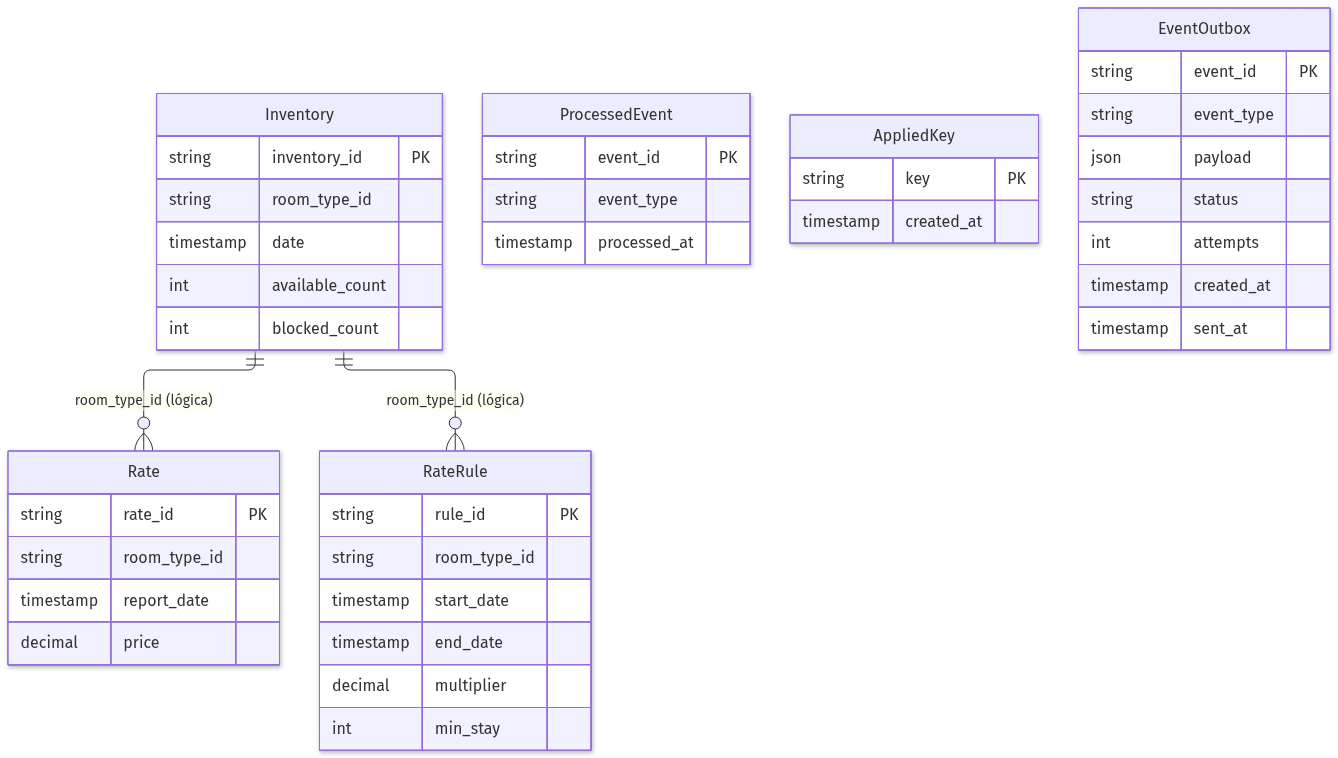 Inventory
string inventory_id PK
string room_type_id
timestamp date
int available_count
int blocked_count
ProcessedEvent
string event_id PK
string event_type
timestamp processed_at
AppliedKey
string key PK
timestamp created_at
EventOutbox
string event_id PK
string event_type
json payload
string status
int attempts
timestamp created_at
timestamp sent_at
room_type_id (lógica)
room_type_id (lógica)
Rate
string rate_id PK
string room_type_id
timestamp report_date
decimal price
RateRule
string rule_id PK
string room_type_id
timestamp start_date
timestamp end_date
decimal multiplier
int min_stay